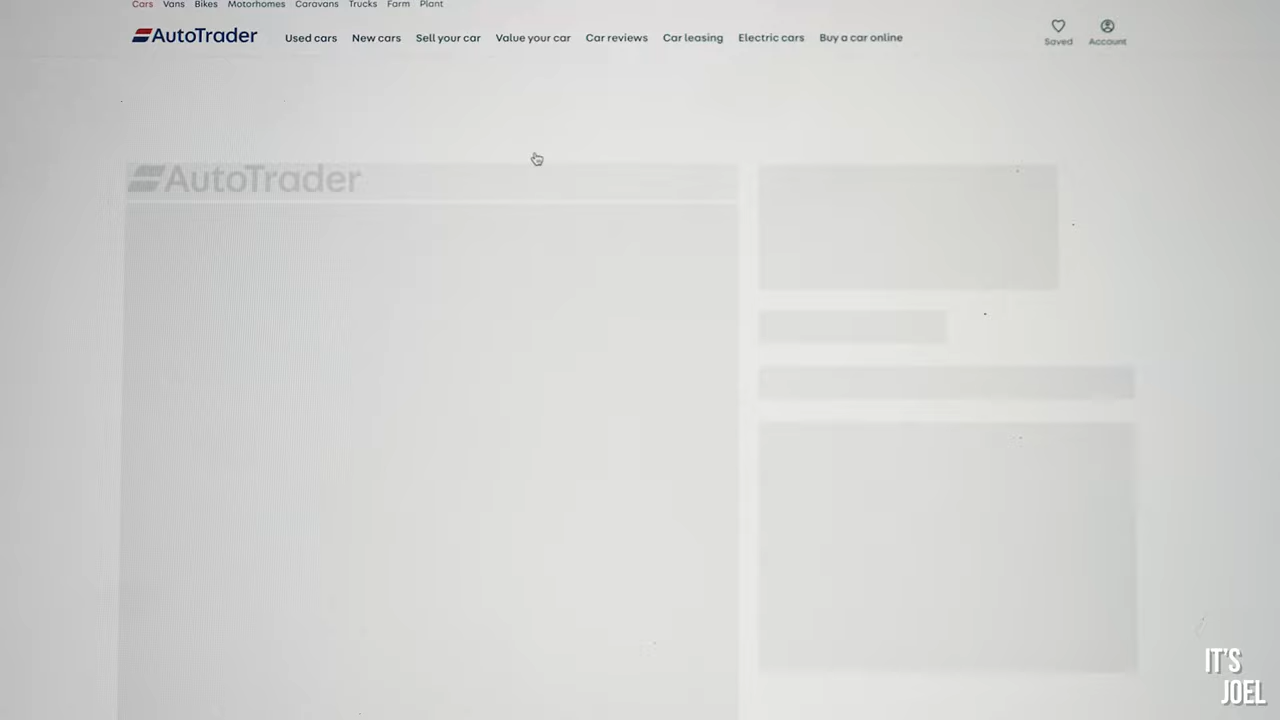 Cars Vans Bikes Motorhomes Caravans Trucks Farm Plant
AutoTrader Used cars New cars Sell your car Value your car Car reviews Car leasing Electric cars Buy a car online
Saved Account
AutoTrader
IT'S
JOEL